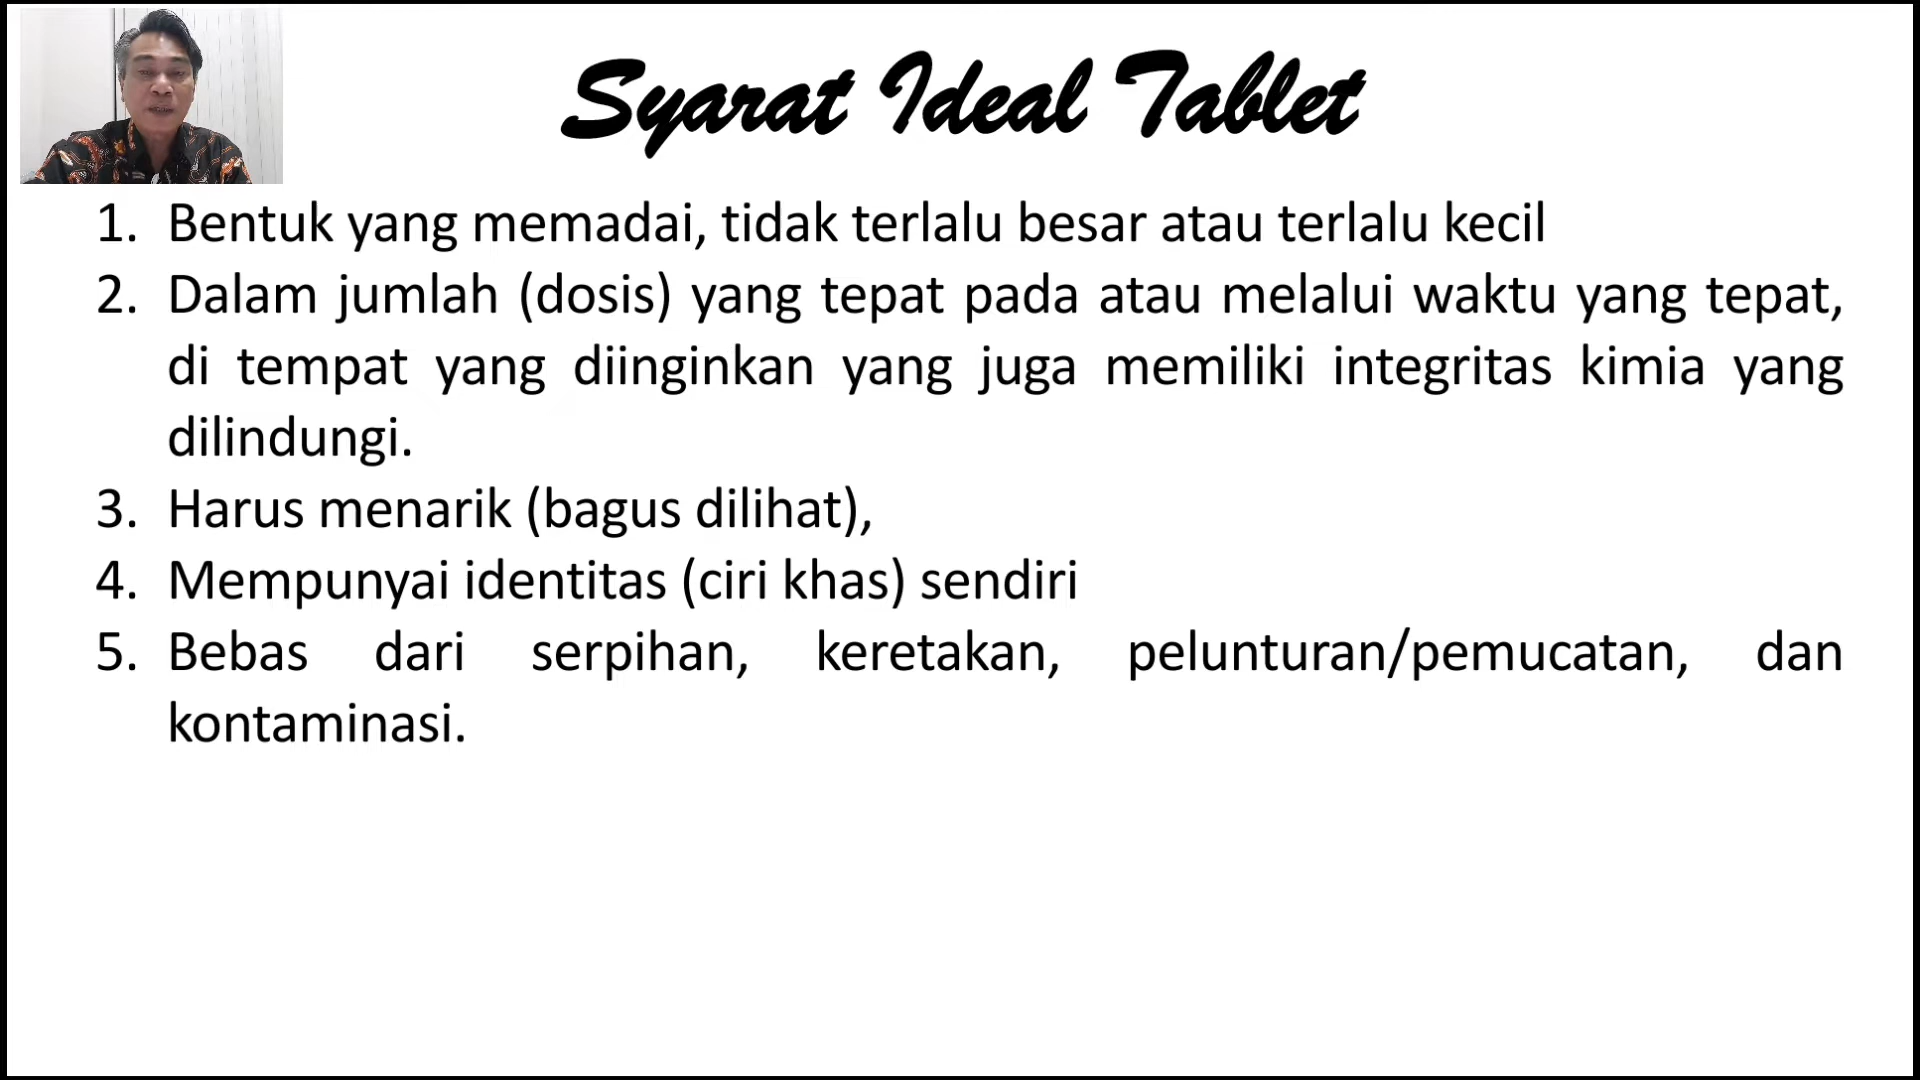 Syarat Ideal Tablet
1. Bentuk yang memadai, tidak terlalu besar atau terlalu kecil
2. Dalam jumlah (dosis) yang tepat pada atau melalui waktu yang tepat,
di tempat yang diinginkan yang juga memiliki integritas kimia yang
dilindungi.
3. Harus menarik (bagus dilihat),
4. Mempunyai identitas (ciri khas) sendiri
5. Bebas dari serpihan, keretakan, pelunturan/pemucatan, dan
kontaminasi.